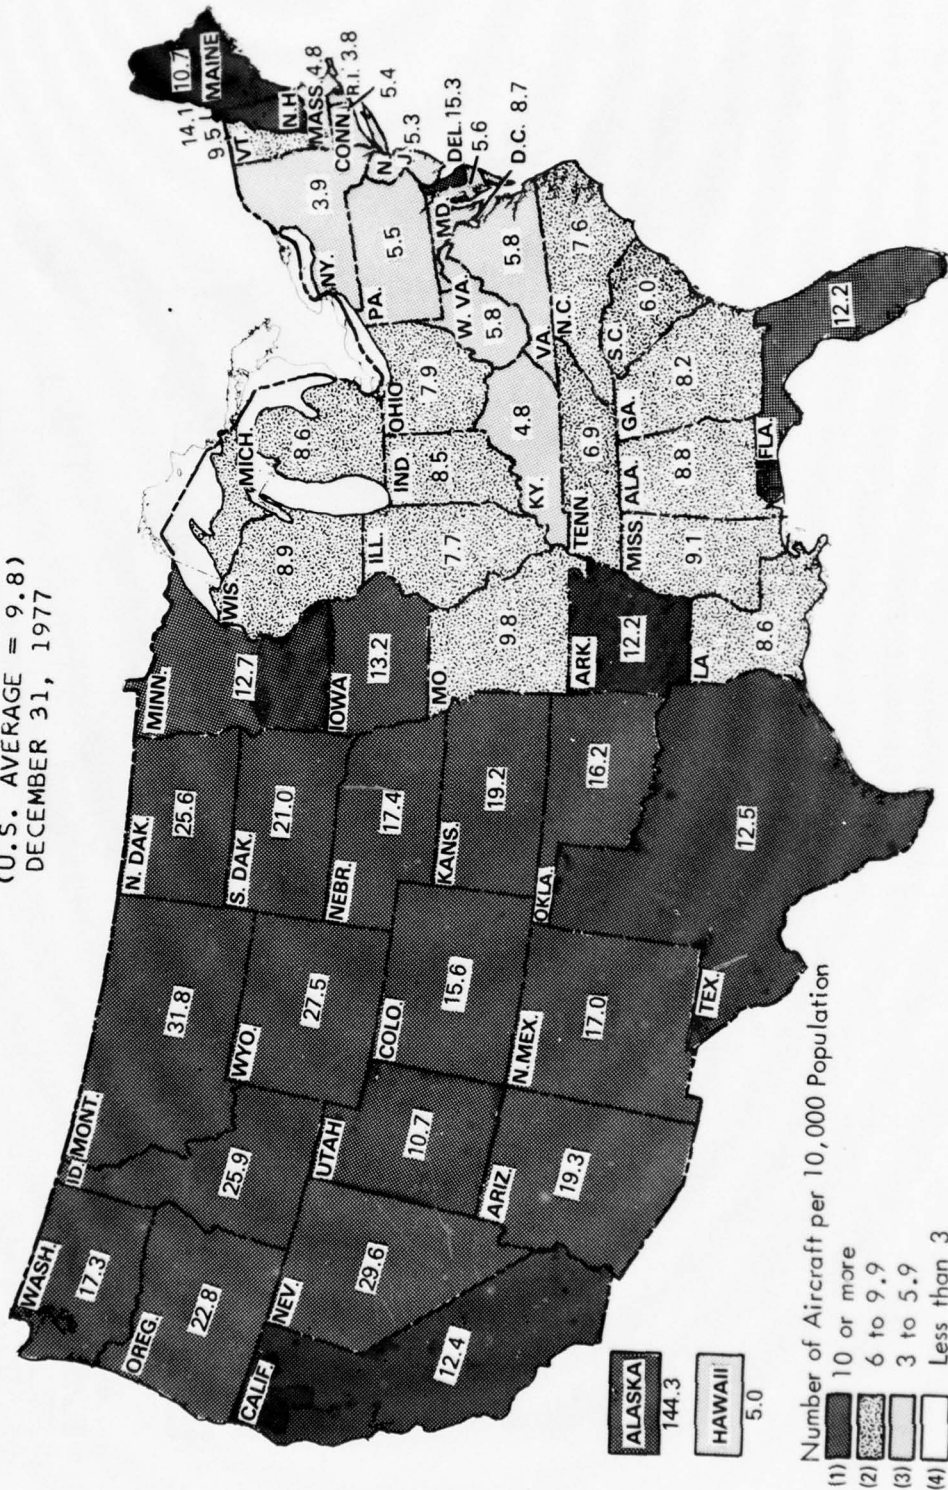 (U.S. AVERAGE = 9.8)
DECEMBER 31, 1977
WASH.
17.3
OREG.
22.8
CALIF.
12.4
NEV.
29.6
ID.
25.9
MONT.
31.8
WYO.
27.5
UTAH
10.7
ARIZ.
19.3
COLO.
15.6
N.MEX.
17.0
N. DAK.
25.6
S. DAK.
21.0
NEBR.
17.4
KANS.
19.2
OKLA.
16.2
TEX.
12.5
MINN.
12.7
IOWA
13.2
MO.
9.8
ARK.
12.2
LA
8.6
WIS
8.9
ILL.
7.7
MICH.
8.6
IND.
8.5
OHIO
7.9
KY.
4.8
TENN.
6.9
MISS.
9.1
ALA.
8.8
GA.
8.2
FLA.
12.2
S.C.
6.0
N.C.
7.6
VA.
5.8
W. VA.
5.8
MD.
5.6
DEL. 15.3
D.C. 8.7
PA.
5.5
N.J.
5.3
NY.
3.9
CONN.
5.4
R.I. 3.8
MASS. 4.8
VT.
9.5
N.H.
14.1
MAINE
10.7
ALASKA
144.3
HAWAII
5.0
Number of Aircraft per 10,000 Population
(1) 10 or more
(2) 6 to 9.9
(3) 3 to 5.9
(4) Less than 3